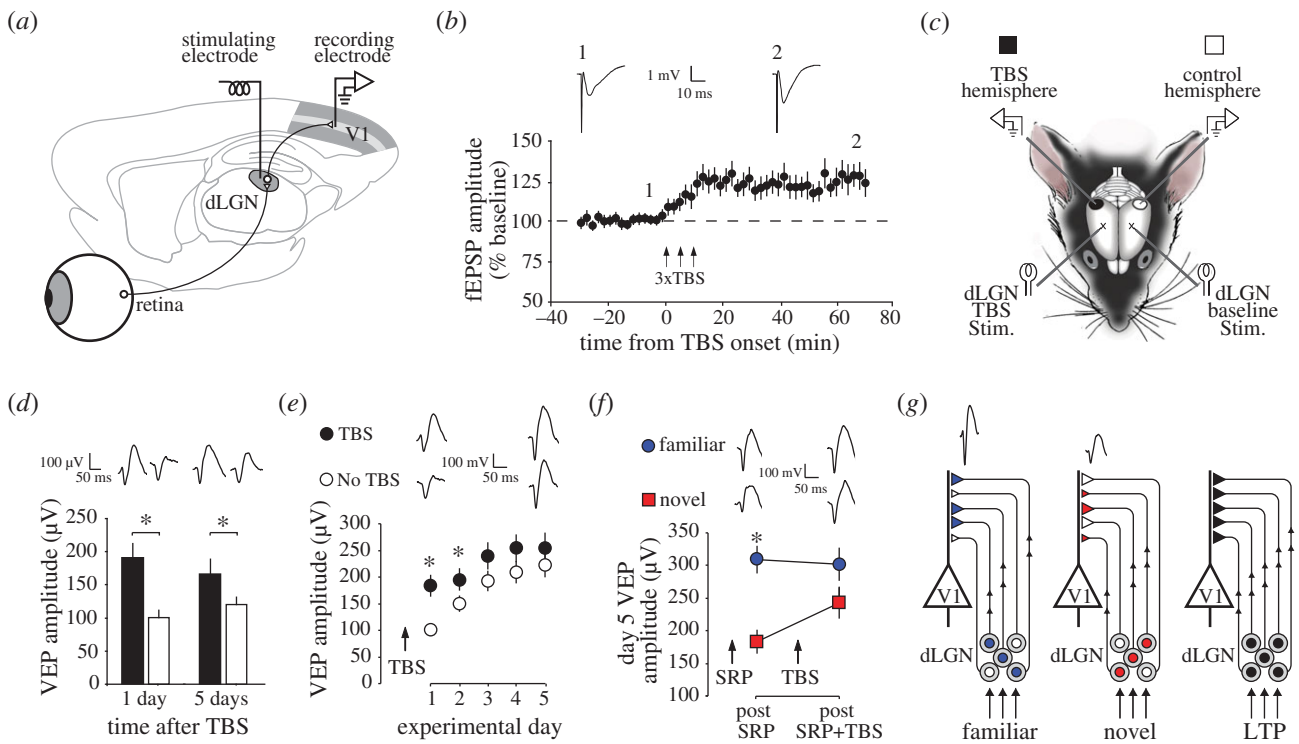 (a)
stimulating
electrode
recording
electrode
V1
dLGN
retina
(b)
1
2
1 mV
10 ms
fEPSP amplitude
(% baseline)
150
125
100
75
50
1
2
3xTBS
−40
−20
0
20
40
60
80
time from TBS onset (min)
(c)
TBS
hemisphere
control
hemisphere
dLGN
TBS
Stim.
dLGN
baseline
Stim.
(d)
100 µV
50 ms
VEP amplitude (µV)
250
200
150
100
50
0
*
*
1 day
5 days
time after TBS
(e)
TBS
No TBS
100 mV
50 ms
VEP amplitude (µV)
300
250
200
150
100
50
0
*
*
TBS
1 2 3 4 5
experimental day
(f)
familiar
novel
100 mV
50 ms
day 5 VEP
amplitude (µV)
350
300
250
200
150
100
*
SRP
TBS
post
SRP
post
SRP+TBS
(g)
V1
dLGN
familiar
V1
dLGN
novel
V1
dLGN
LTP